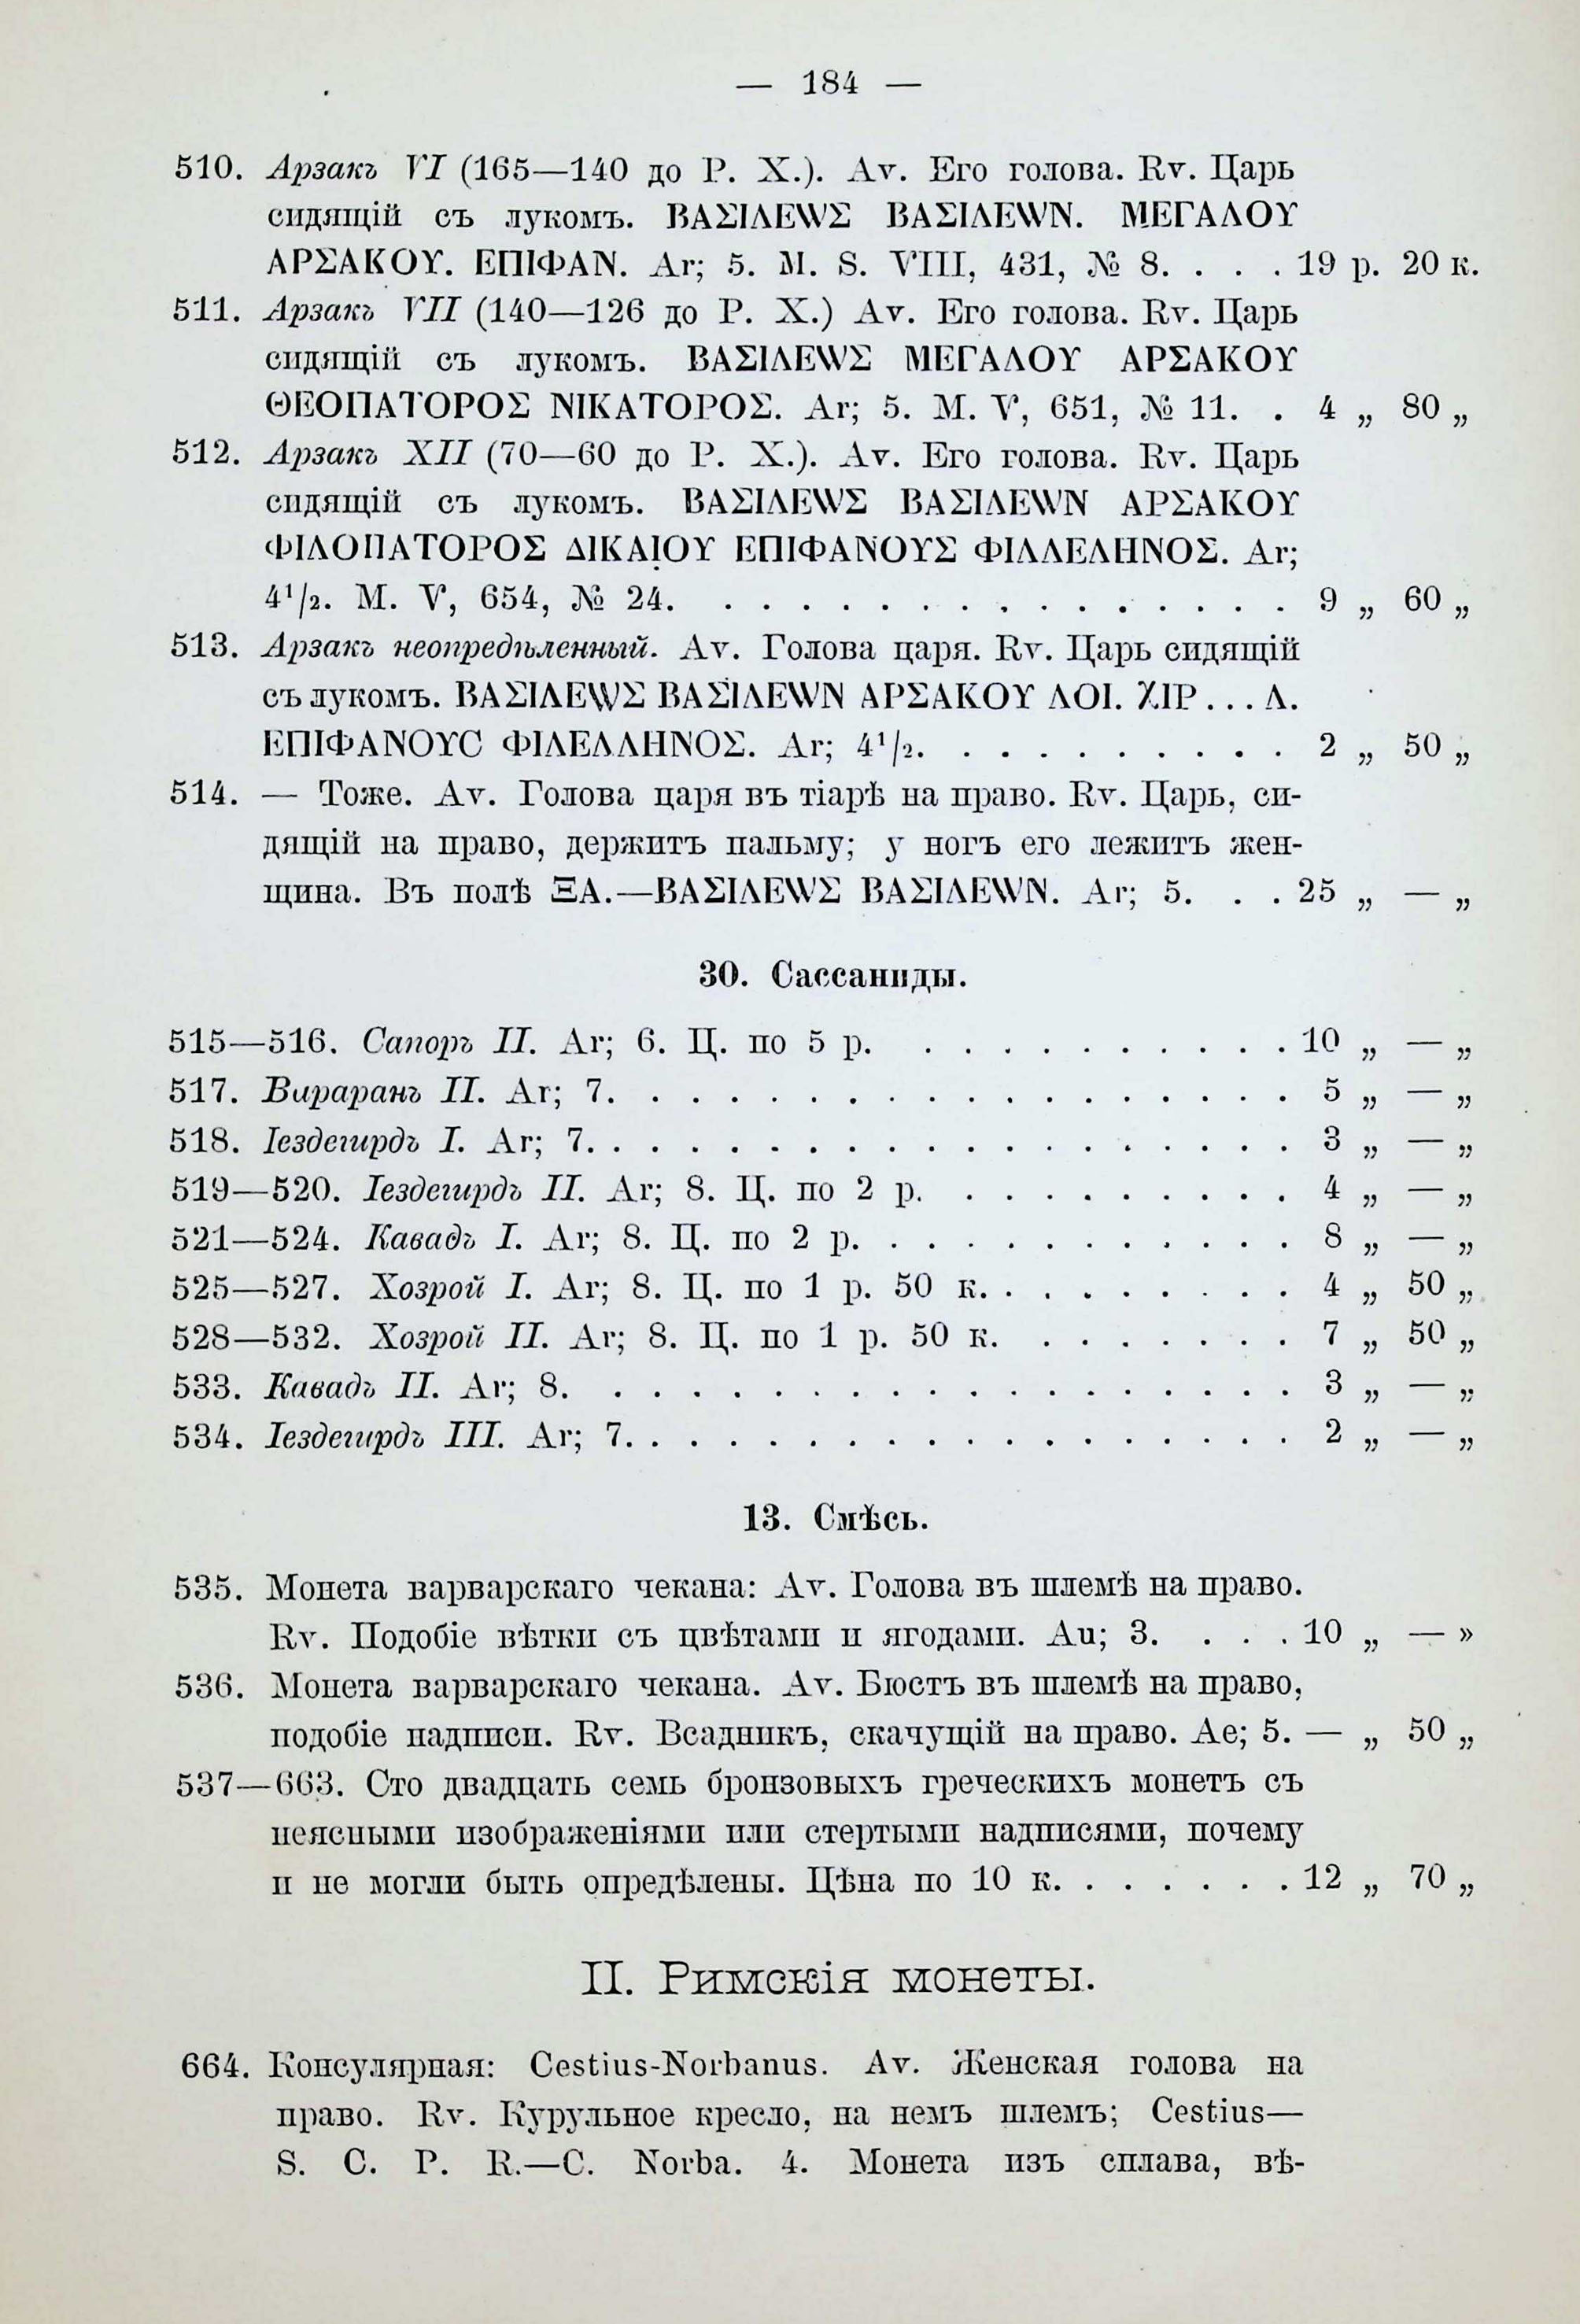 — 184 —
510. Арзакъ VI (165—140 до Р. Х.). Av. Его голова. Rv. Царь
сидящій съ лукомъ. ΒΑΣΙΛEWΣ ΒΑΣΙΛEWN. ΜΕΓΑΛΟΥ
ΑΡΣΑΚΟΥ. ΕΠΙΦΑΝ. Ar; 5. M. S. VIII, 431, № 8. . . . 19 р. 20 к.
511. Арзакъ VII (140—126 до Р. Х.) Av. Его голова. Rv. Царь
сидящій съ лукомъ. ΒΑΣΙΛEWΣ ΜΕΓΑΛΟΥ ΑΡΣΑΚΟΥ
ΘΕΟΠΑΤΟΡΟΣ ΝΙΚΑΤΟΡΟΣ. Ar; 5. M. V, 651, № 11. . 4 „ 80 „
512. Арзакъ XII (70—60 до Р. Х.). Av. Его голова. Rv. Царь
сидящій съ лукомъ. ΒΑΣΙΛEWΣ ΒΑΣΙΛEWN ΑΡΣΑΚΟΥ
ΦΙΛΟΠΑΤΟΡΟΣ ΔΙΚΑΙΟΥ ΕΠΙΦΑΝΟΥΣ ΦΙΛΛΕΛΗΝΟΣ. Ar;
4¹/₂. M. V, 654, № 24. . . . . . . . . . . . . . . . 9 „ 60 „
513. Арзакъ неопредѣленный. Av. Голова царя. Rv. Царь сидящій
съ лукомъ. ΒΑΣΙΛEWΣ ΒΑΣΙΛEWN ΑΡΣΑΚΟΥ ΛΟΙ. ΧΙΡ . . . Λ.
ΕΠΙΦΑΝΟΥC ΦΙΛΕΛΛΗΝΟΣ. Ar; 4¹/₂. . . . . . . . . . 2 „ 50 „
514. — Тоже. Av. Голова царя въ тіарѣ на право. Rv. Царь, си-
дящій на право, держитъ пальму; у ногъ его лежитъ жен-
щина. Въ полѣ ΞΑ.—ΒΑΣΙΛEWΣ ΒΑΣΙΛEWN. Ar; 5. . . 25 „ — „
30. Сассаниды.
515—516. Сапоръ II. Ar; 6. Ц. по 5 р. . . . . . . . . . . 10 „ — „
517. Вираранъ II. Ar; 7. . . . . . . . . . . . . . . . . . 5 „ — „
518. Іездегирдъ I. Ar; 7. . . . . . . . . . . . . . . . . . . 3 „ — „
519—520. Іездегирдъ II. Ar; 8. Ц. по 2 р. . . . . . . . . . 4 „ — „
521—524. Кавадъ I. Ar; 8. Ц. по 2 р. . . . . . . . . . . . 8 „ — „
525—527. Хозрой I. Ar; 8. Ц. по 1 р. 50 к. . . . . . . . . 4 „ 50 „
528—532. Хозрой II. Ar; 8. Ц. по 1 р. 50 к. . . . . . . . 7 „ 50 „
533. Кавадъ II. Ar; 8. . . . . . . . . . . . . . . . . . . 3 „ — „
534. Іездегирдъ III. Ar; 7. . . . . . . . . . . . . . . . . . 2 „ — „
13. Смѣсь.
535. Монета варварскаго чекана: Av. Голова въ шлемѣ на право.
Rv. Подобіе вѣтки съ цвѣтами и ягодами. Au; 3. . . . 10 „ — »
536. Монета варварскаго чекана. Av. Бюстъ въ шлемѣ на право,
подобіе надписи. Rv. Всадникъ, скачущій на право. Ae; 5. — „ 50 „
537—663. Сто двадцать семь бронзовыхъ греческихъ монетъ съ
неясными изображеніями или стертыми надписями, почему
и не могли быть опредѣлены. Цѣна по 10 к. . . . . . . 12 „ 70 „
II. Римскія монеты.
664. Консулярная: Cestius-Norbanus. Av. Женская голова на
право. Rv. Курульное кресло, на немъ шлемъ; Cestius—
S. C. P. R.—C. Norba. 4. Монета изъ сплава, вѣ-